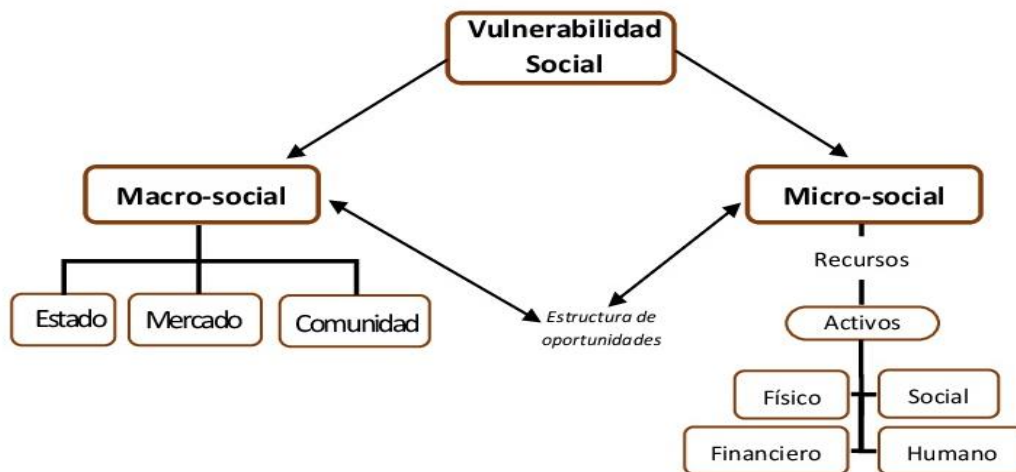 Vulnerabilidad
Social
Macro-social
Micro-social
Recursos
Estado
Mercado
Comunidad
Estructura de
oportunidades
Activos
Físico
Social
Financiero
Humano